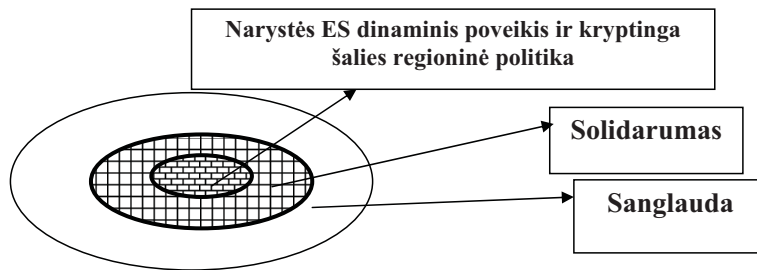 Narystės ES dinaminis poveikis ir kryptinga
šalies regioninė politika
Solidarumas
Sanglauda